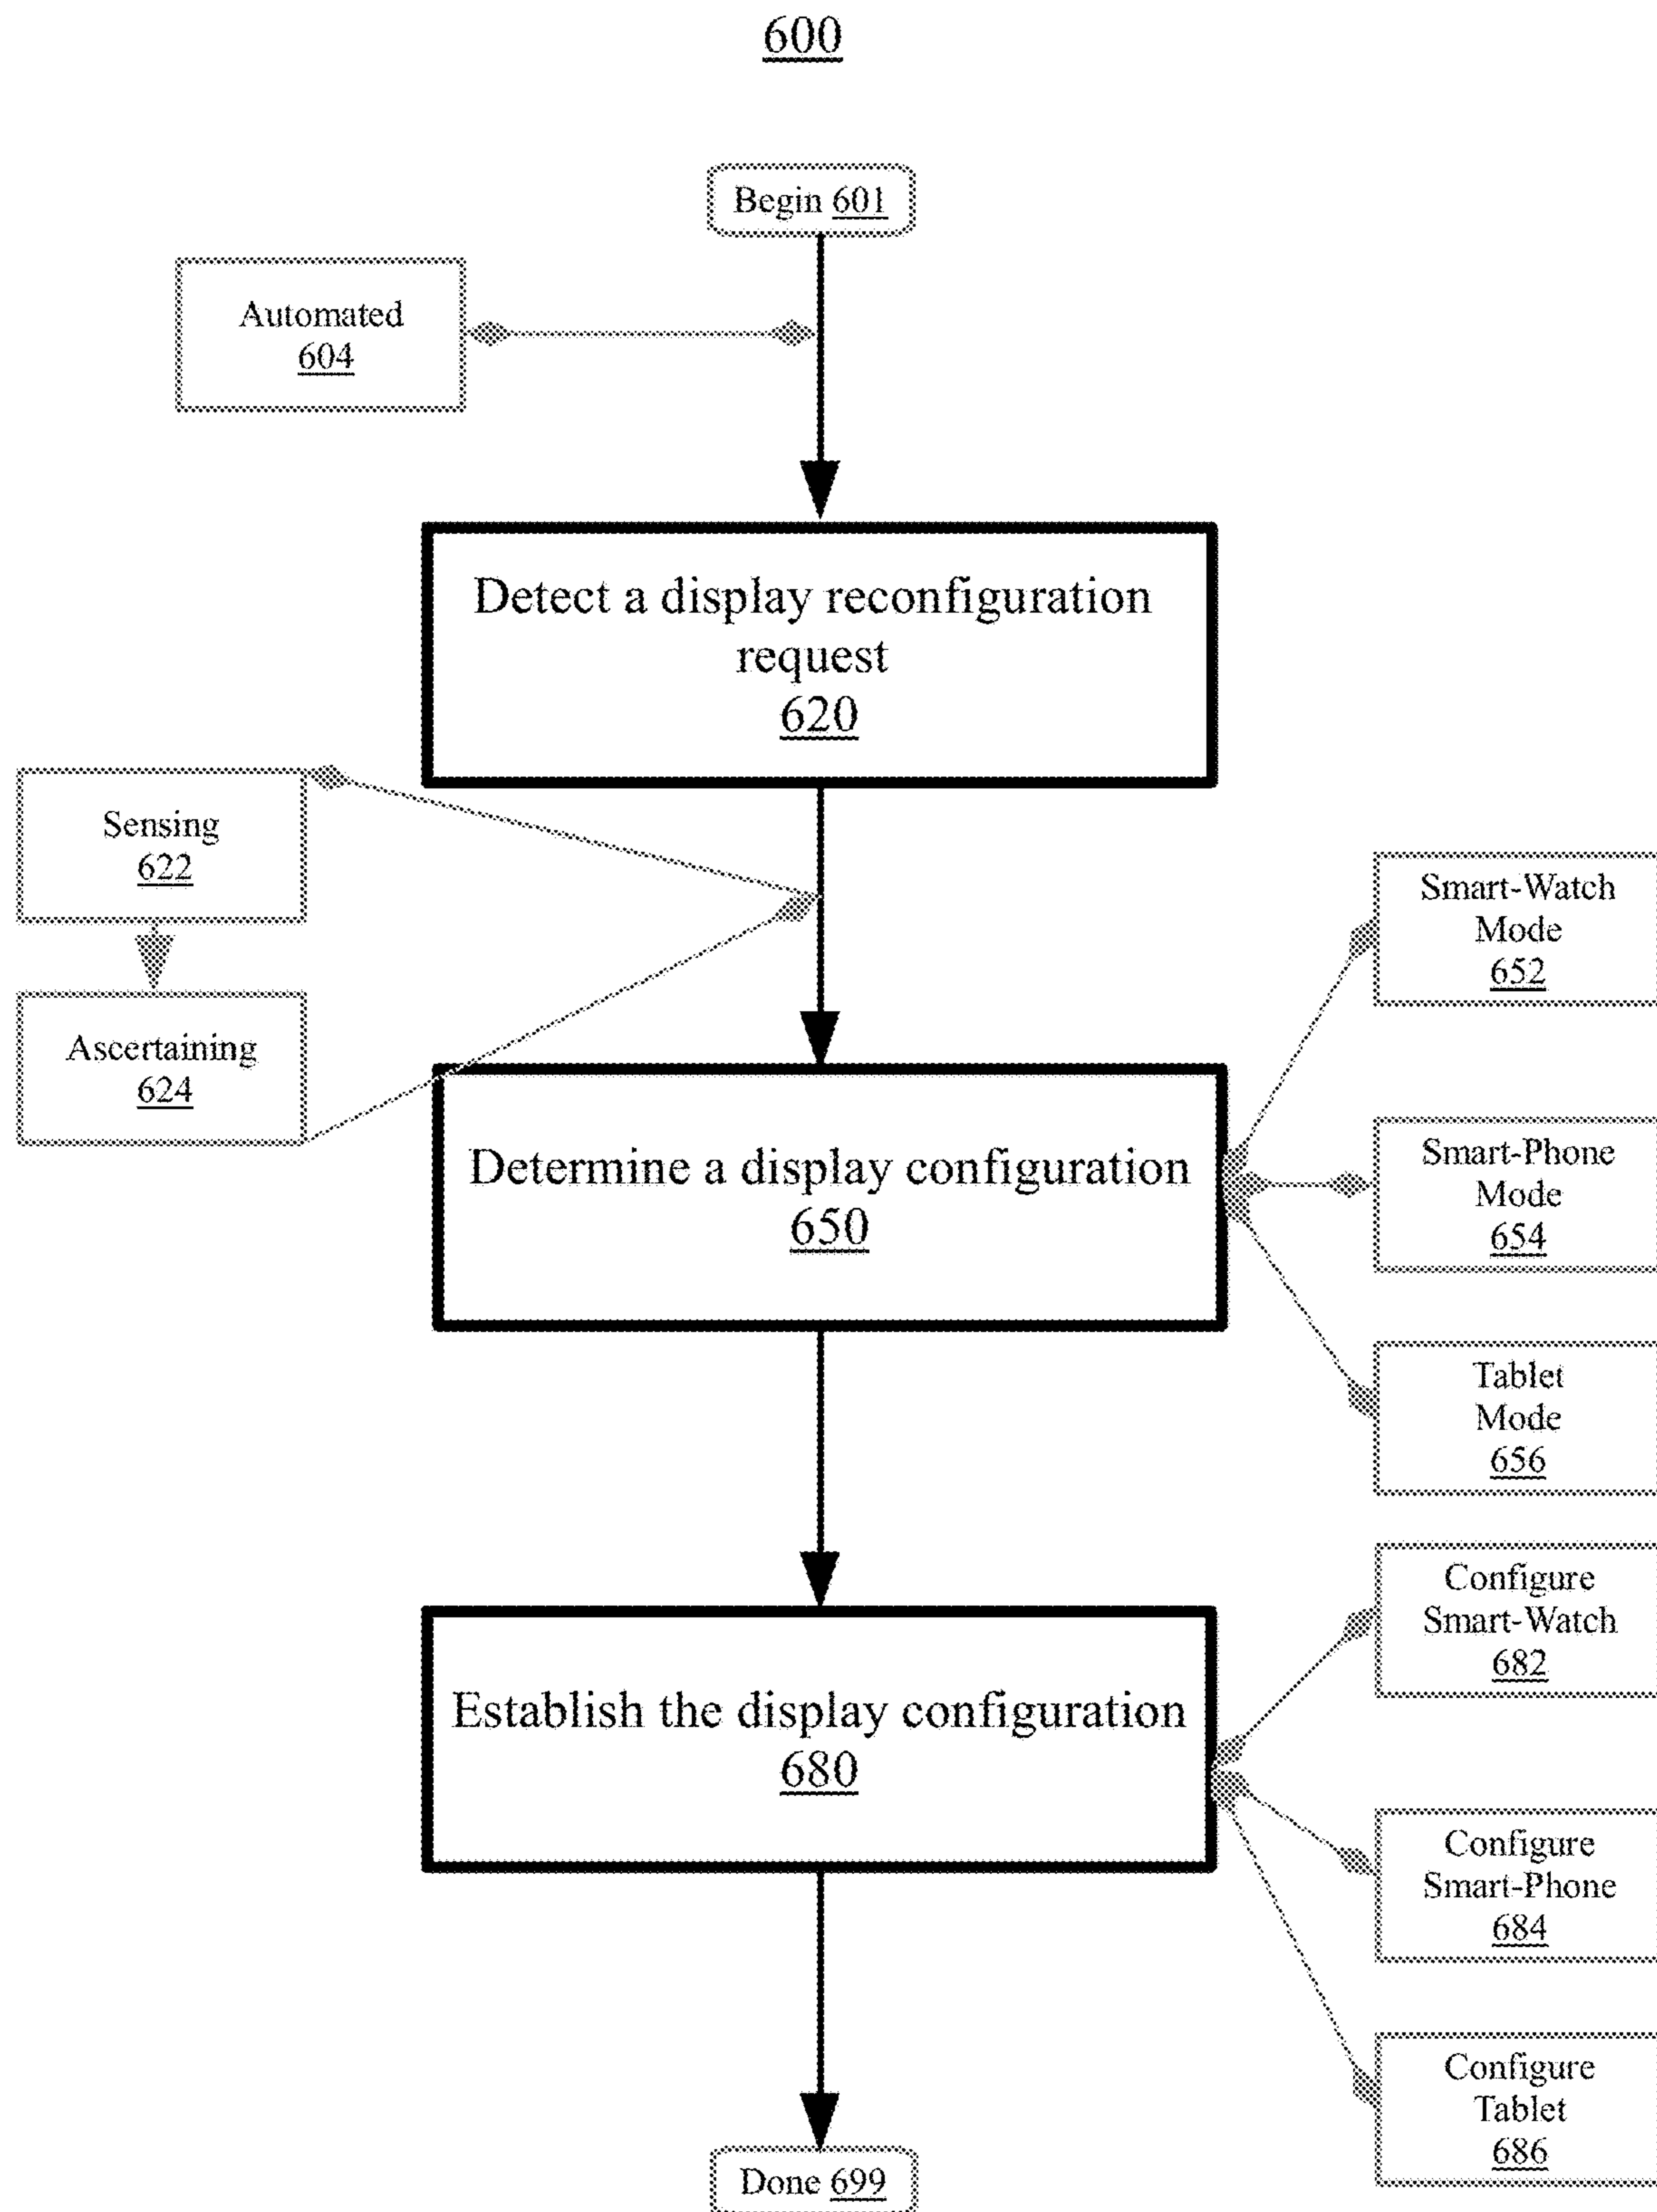 600
Begin 601
Automated
604
Detect a display reconfiguration
request
620
Sensing
622
Ascertaining
624
Determine a display configuration
650
Smart-Watch
Mode
652
Smart-Phone
Mode
654
Tablet
Mode
656
Establish the display configuration
680
Configure
Smart-Watch
682
Configure
Smart-Phone
684
Configure
Tablet
686
Done 699